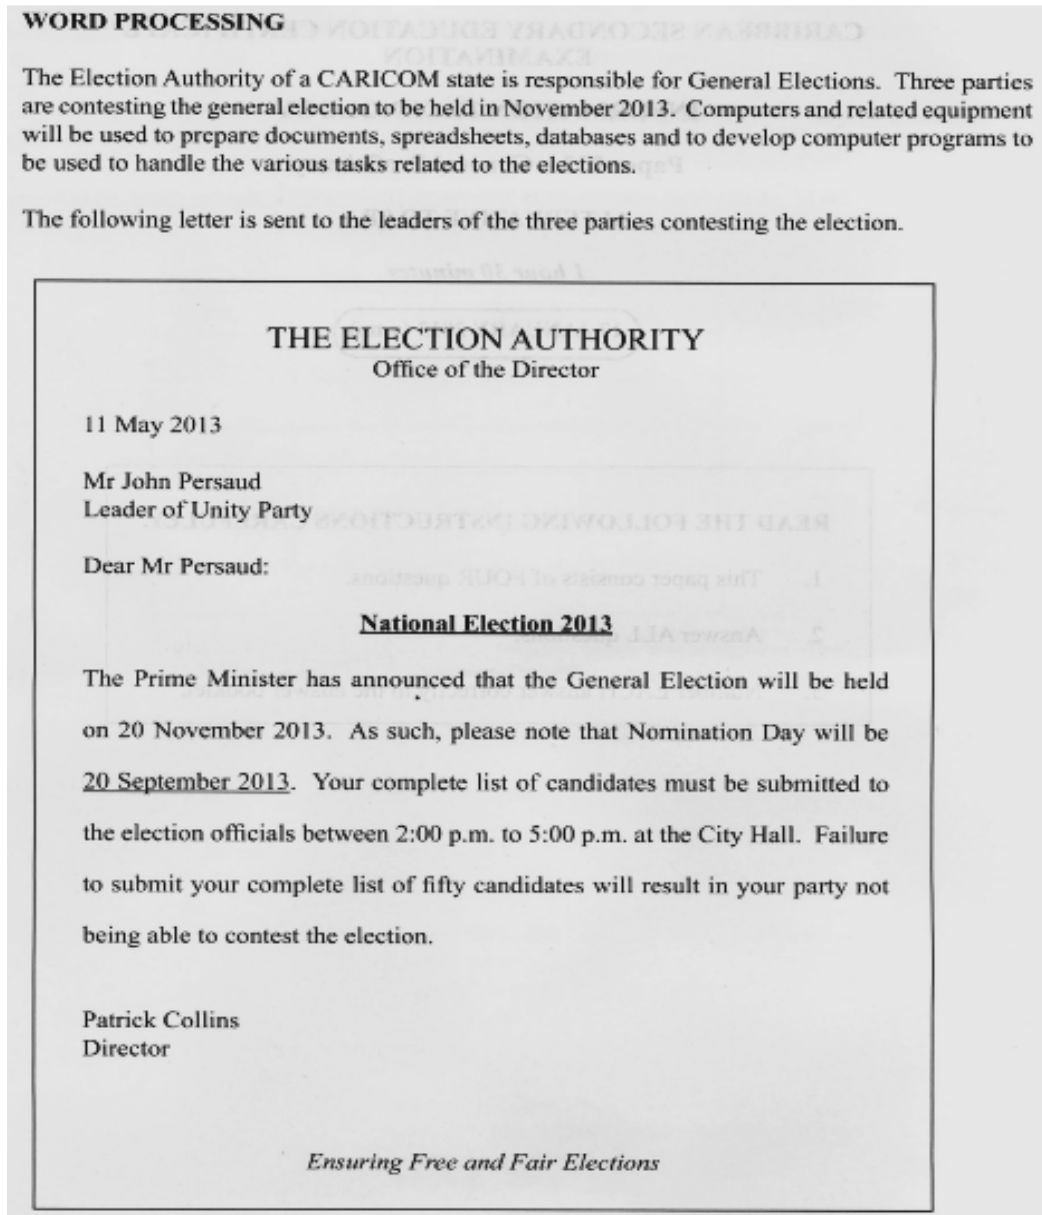 WORD PROCESSING
The Election Authority of a CARICOM state is responsible for General Elections. Three parties
are contesting the general election to be held in November 2013. Computers and related equipment
will be used to prepare documents, spreadsheets, databases and to develop computer programs to
be used to handle the various tasks related to the elections.
The following letter is sent to the leaders of the three parties contesting the election.
THE ELECTION AUTHORITY
Office of the Director
11 May 2013
Mr John Persaud
Leader of Unity Party
Dear Mr Persaud:
National Election 2013
The Prime Minister has announced that the General Election will be held
on 20 November 2013. As such, please note that Nomination Day will be
20 September 2013. Your complete list of candidates must be submitted to
the election officials between 2:00 p.m. to 5:00 p.m. at the City Hall. Failure
to submit your complete list of fifty candidates will result in your party not
being able to contest the election.
Patrick Collins
Director
Ensuring Free and Fair Elections